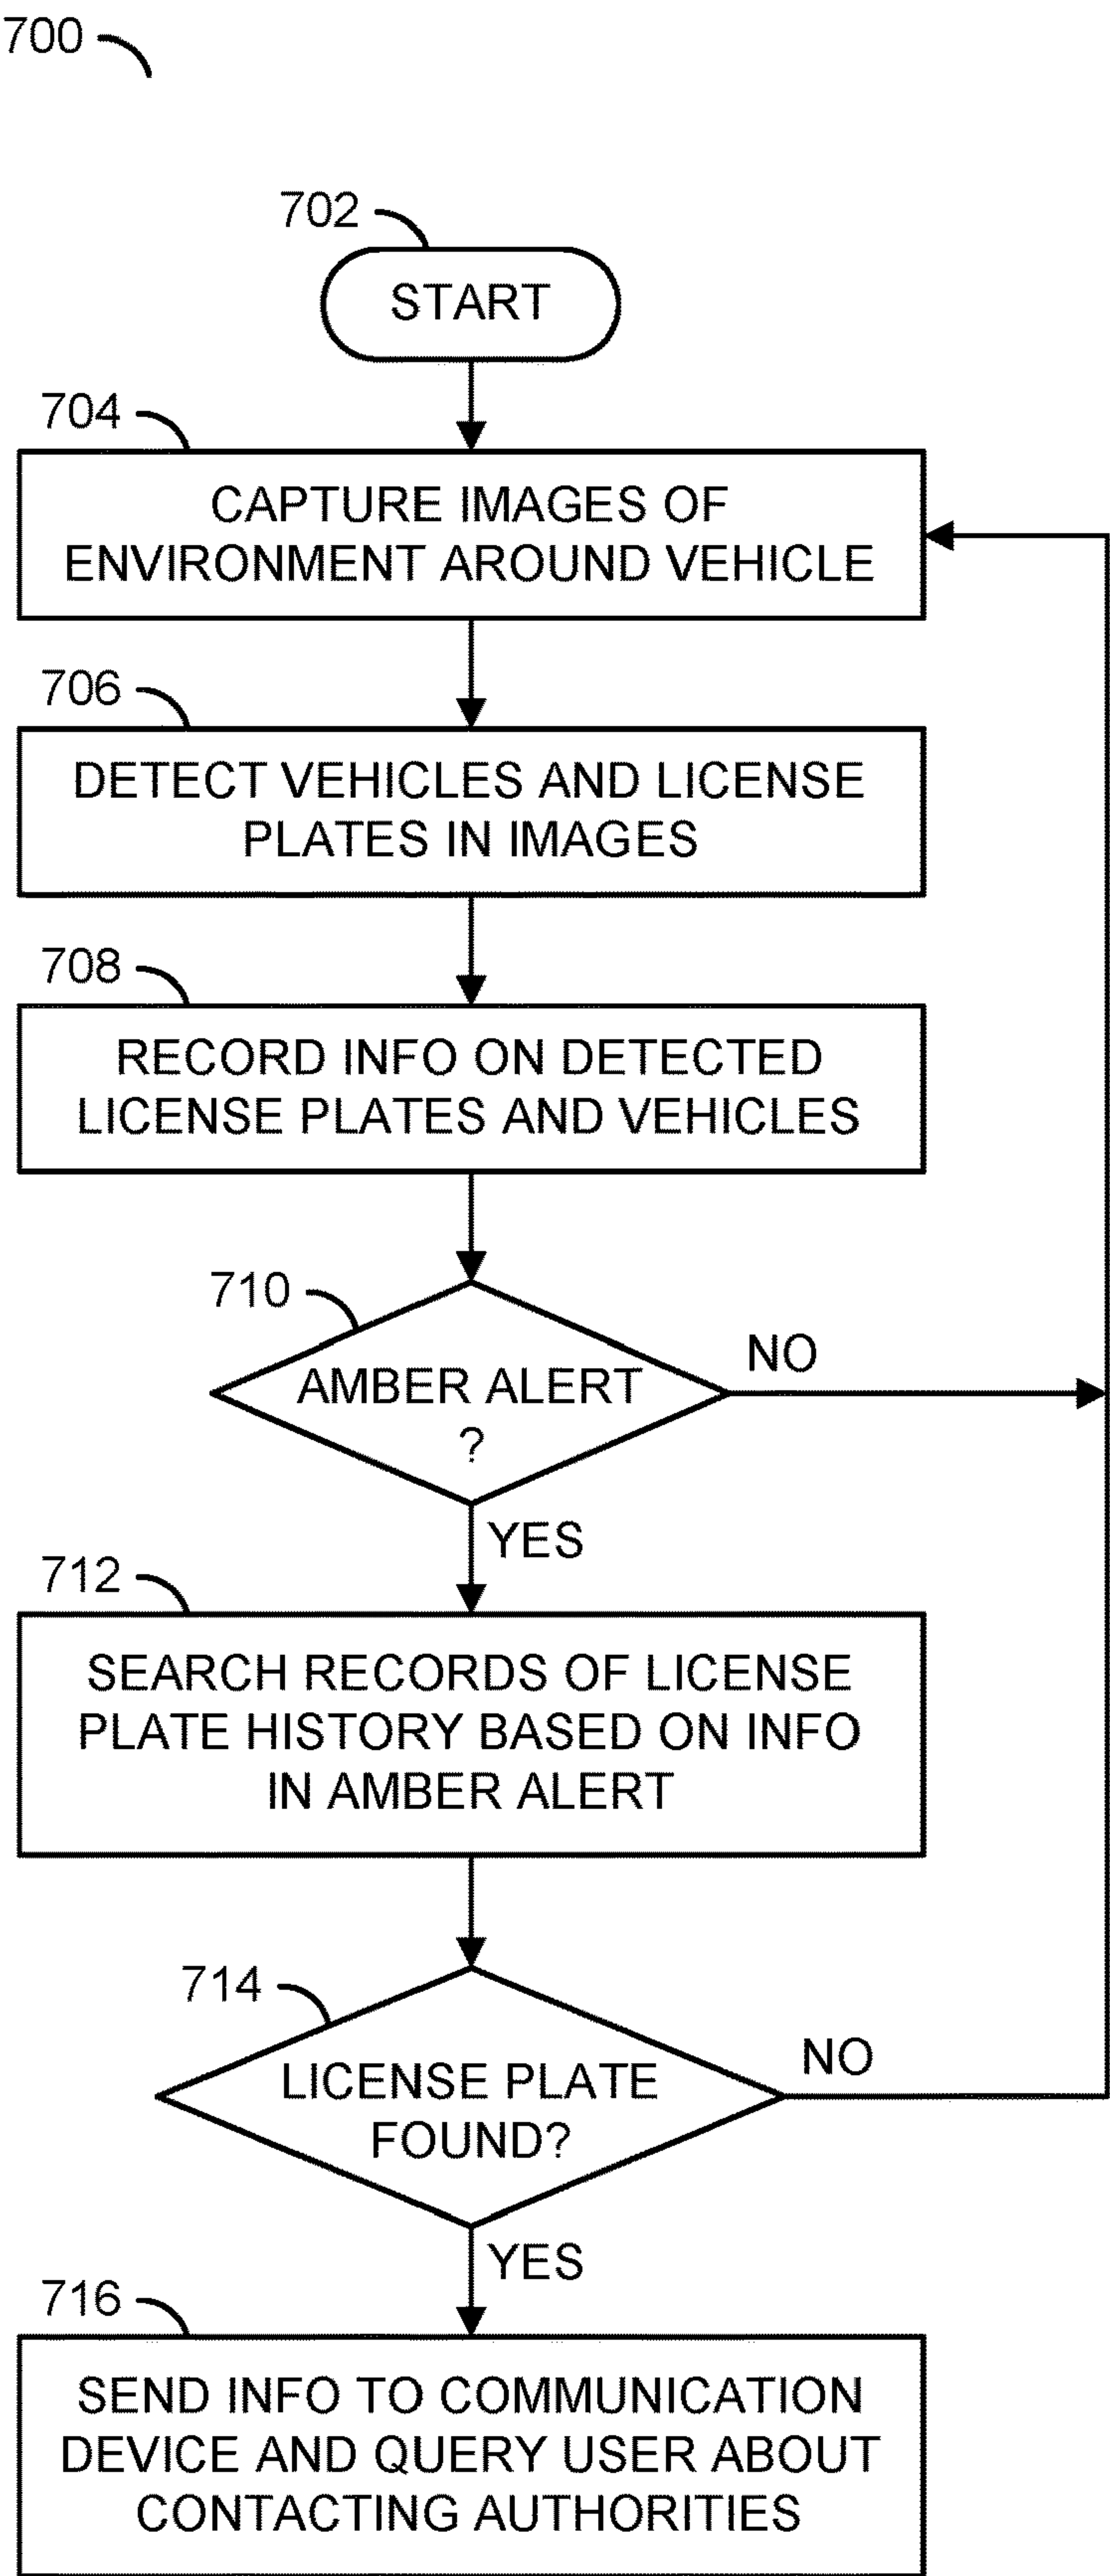 700
702
START
704
CAPTURE IMAGES OF
ENVIRONMENT AROUND VEHICLE
706
DETECT VEHICLES AND LICENSE
PLATES IN IMAGES
708
RECORD INFO ON DETECTED
LICENSE PLATES AND VEHICLES
710
AMBER ALERT
?
NO
YES
712
SEARCH RECORDS OF LICENSE
PLATE HISTORY BASED ON INFO
IN AMBER ALERT
714
LICENSE PLATE
FOUND?
NO
YES
716
SEND INFO TO COMMUNICATION
DEVICE AND QUERY USER ABOUT
CONTACTING AUTHORITIES